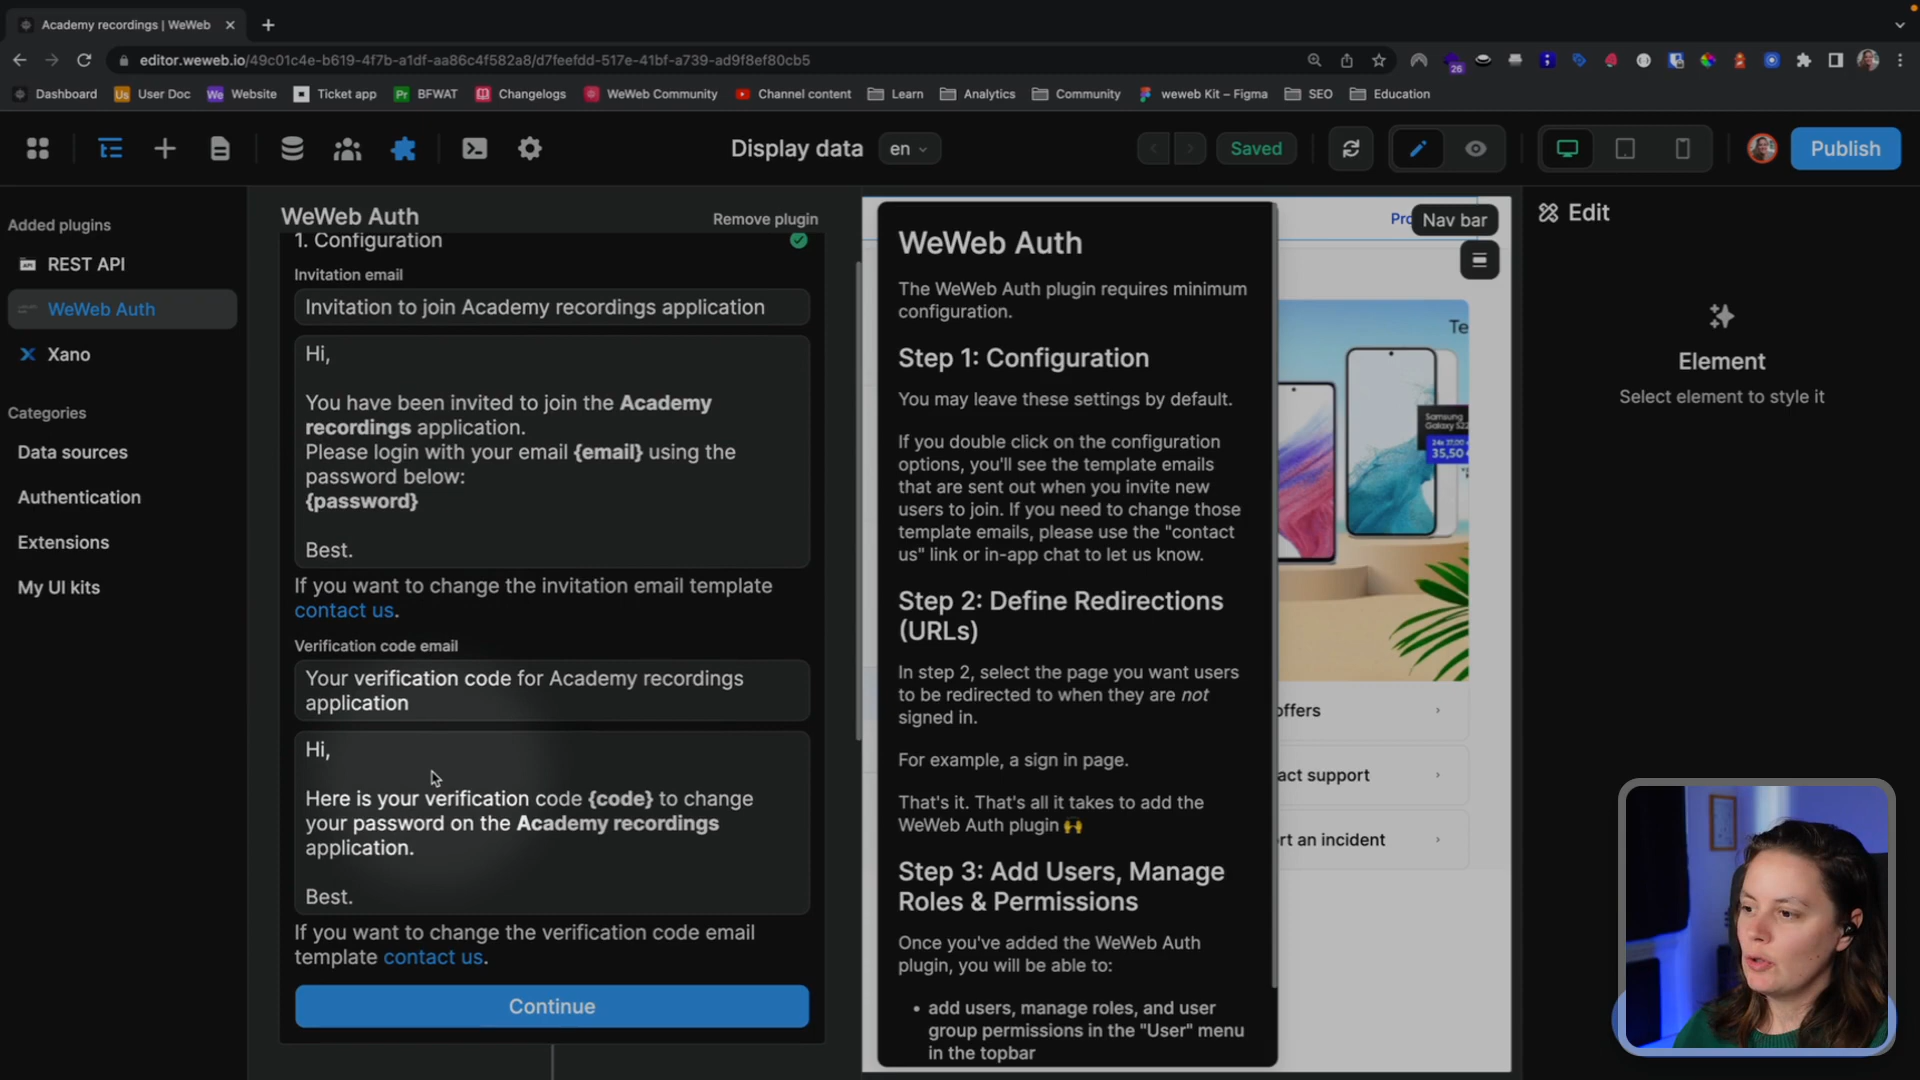 Academy recordings | WeWeb
editor.weweb.io/49c01c4e-b619-4f7b-a1df-aa86c4f582a8/d7feefdd-517e-41bf-a739-ad9f8ef80cb5
26
Dashboard
Us User Doc
We Website
Ticket app
Pr BFWAT
Changelogs
WeWeb Community
Channel content
Learn
Analytics
Community
weweb Kit – Figma
SEO
Education
Display data
en
Saved
Publish
Added plugins
REST API
WeWeb Auth
Xano
Categories
Data sources
Authentication
Extensions
My UI kits
WeWeb Auth
Remove plugin
1. Configuration
Invitation email
Invitation to join Academy recordings application
Hi,
You have been invited to join the Academy
recordings application.
Please login with your email {email} using the
password below:
{password}
Best.
If you want to change the invitation email template
contact us.
Verification code email
Your verification code for Academy recordings
application
Hi,
Here is your verification code {code} to change
your password on the Academy recordings
application.
Best.
If you want to change the verification code email
template contact us.
Continue
WeWeb Auth
The WeWeb Auth plugin requires minimum
configuration.
Step 1: Configuration
You may leave these settings by default.
If you double click on the configuration
options, you'll see the template emails
that are sent out when you invite new
users to join. If you need to change those
template emails, please use the "contact
us" link or in-app chat to let us know.
Step 2: Define Redirections
(URLs)
In step 2, select the page you want users
to be redirected to when they are not
signed in.
For example, a sign in page.
That's it. That's all it takes to add the
WeWeb Auth plugin 🙌
Step 3: Add Users, Manage
Roles & Permissions
Once you've added the WeWeb Auth
plugin, you will be able to:
• add users, manage roles, and user
group permissions in the "User" menu
in the topbar
Pro
Nav bar
Te
Samsung
Galaxy S22
35,50
offers
act support
rt an incident
Edit
Element
Select element to style it